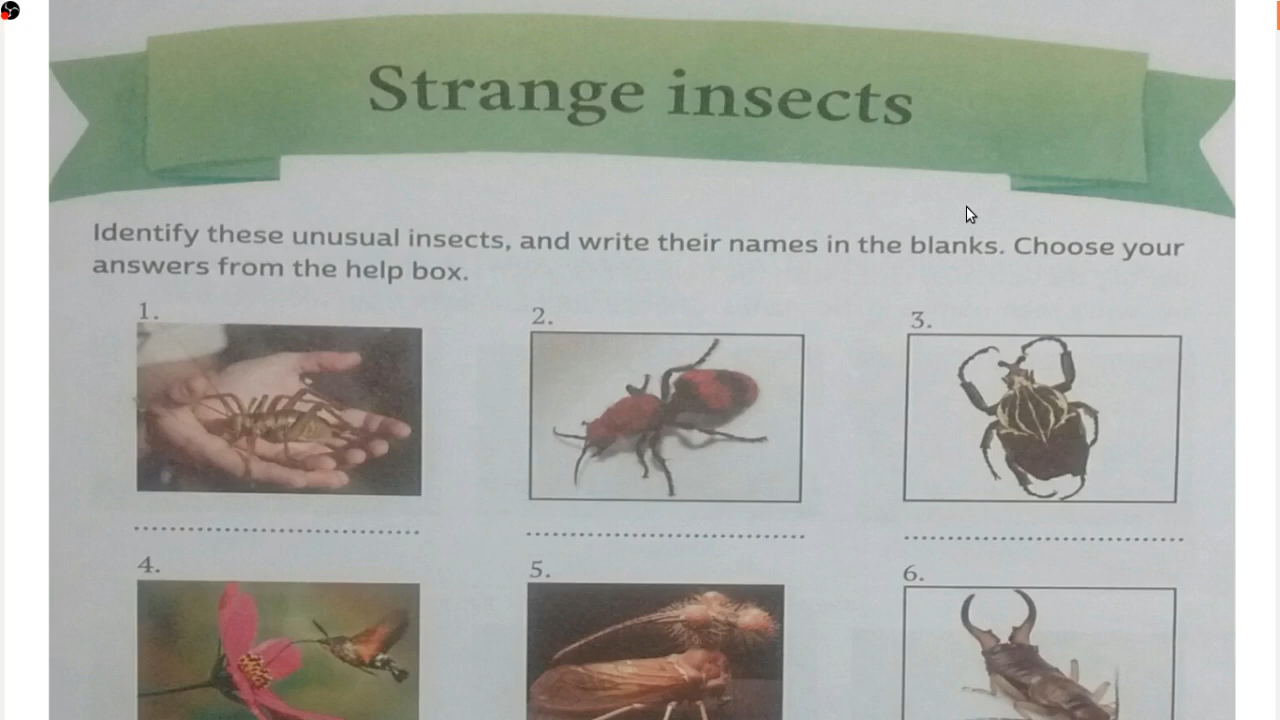 Strange insects
Identify these unusual insects, and write their names in the blanks. Choose your
answers from the help box.
1.
2.
3.
4.
5.
6.